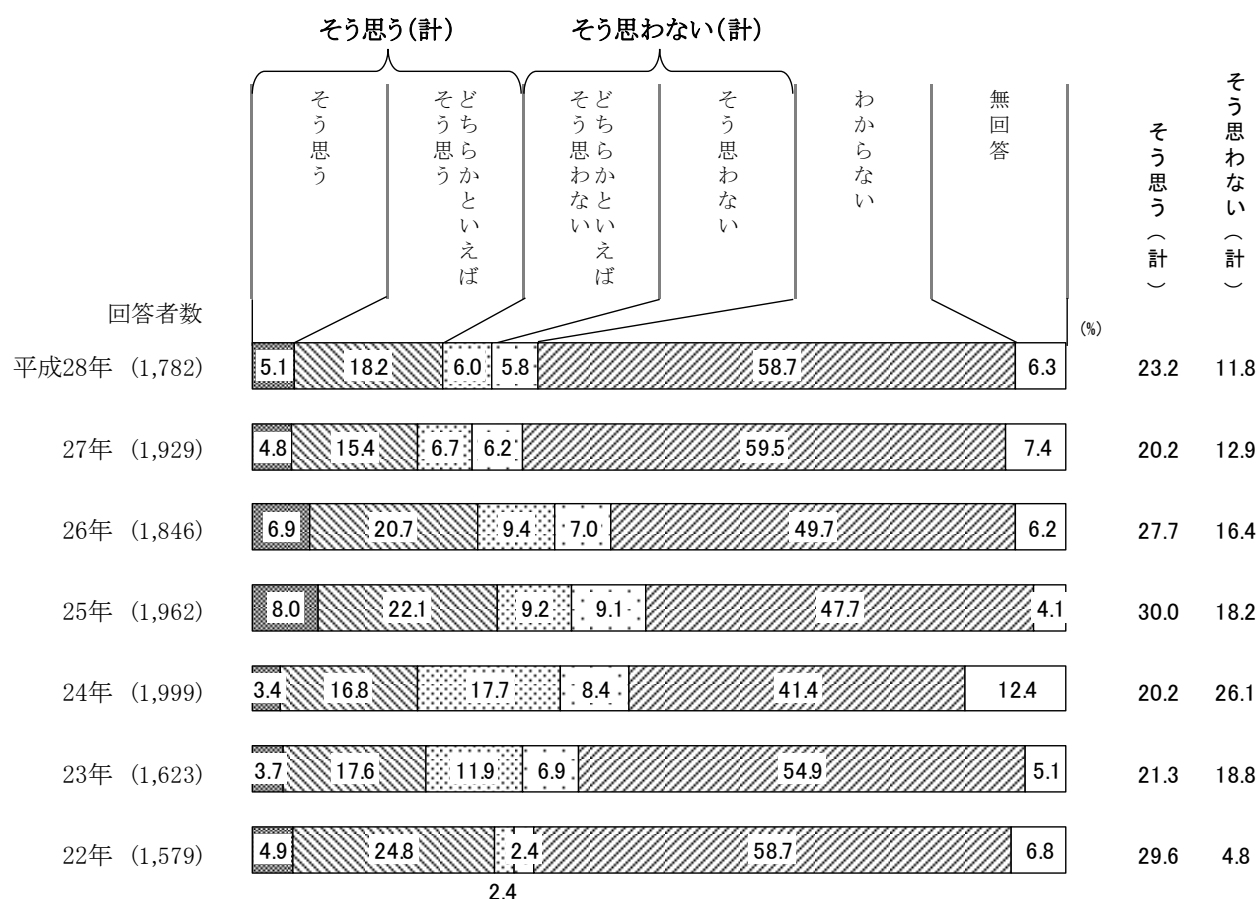 そう思う(計) そう思わない(計)
そう思う
どちらかといえば
そう思う
どちらかといえば
そう思わない
そう思わない
わからない
無回答
そう思う(計)
そう思わない(計)
回答者数
(%)
平成28年 (1,782) 5.1 18.2 6.0 5.8 58.7 6.3 23.2 11.8
27年 (1,929) 4.8 15.4 6.7 6.2 59.5 7.4 20.2 12.9
26年 (1,846) 6.9 20.7 9.4 7.0 49.7 6.2 27.7 16.4
25年 (1,962) 8.0 22.1 9.2 9.1 47.7 4.1 30.0 18.2
24年 (1,999) 3.4 16.8 17.7 8.4 41.4 12.4 20.2 26.1
23年 (1,623) 3.7 17.6 11.9 6.9 54.9 5.1 21.3 18.8
22年 (1,579) 4.9 24.8 2.4 58.7 6.8 29.6 4.8
2.4